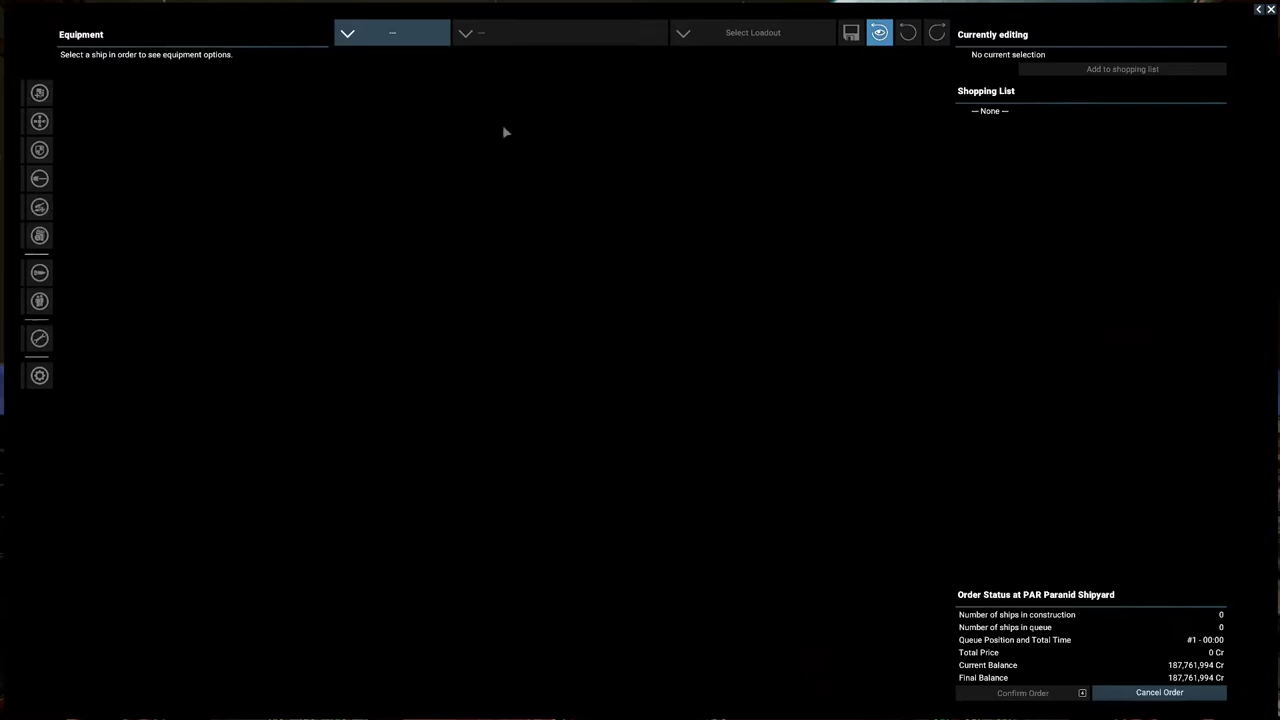 Equipment
Select a ship in order to see equipment options.
---
---
Select Loadout
Currently editing
No current selection
Add to shopping list
Shopping List
--- None ---
Order Status at PAR Paranid Shipyard
Number of ships in construction 0
Number of ships in queue 0
Queue Position and Total Time #1 - 00:00
Total Price 0 Cr
Current Balance 187,761,994 Cr
Final Balance 187,761,994 Cr
Confirm Order
Cancel Order